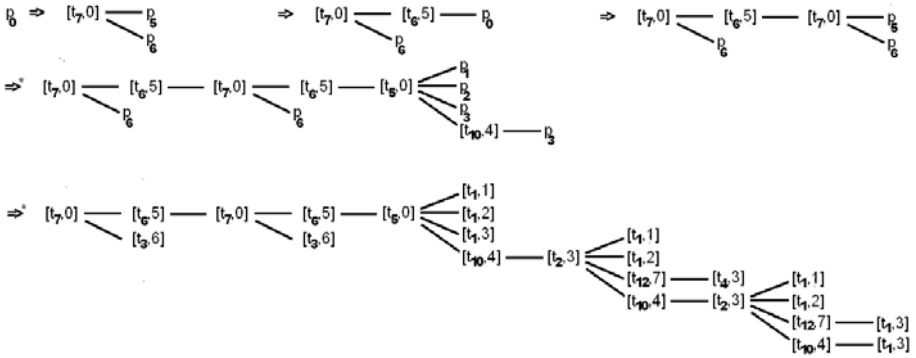 p0 ⇒ [t7,0] p5 ⇒ [t7,0] [t6,5] p0 ⇒ [t7,0] [t6,5] [t7,0] p5
p6 p6 p6 p6
p1
⇒* [t7,0] [t6,5] [t7,0] [t6,5] [t5,0] p2
p6 p6 p3
[t10,4] p3
[t1,1]
⇒* [t7,0] [t6,5] [t7,0] [t6,5] [t5,0] [t1,2]
[t3,6] [t3,6] [t1,3] [t1,1]
[t10,4] [t2,3] [t1,2]
[t12,7] [t4,3] [t1,1]
[t10,4] [t2,3] [t1,2]
[t12,7] [t1,3]
[t10,4] [t1,3]